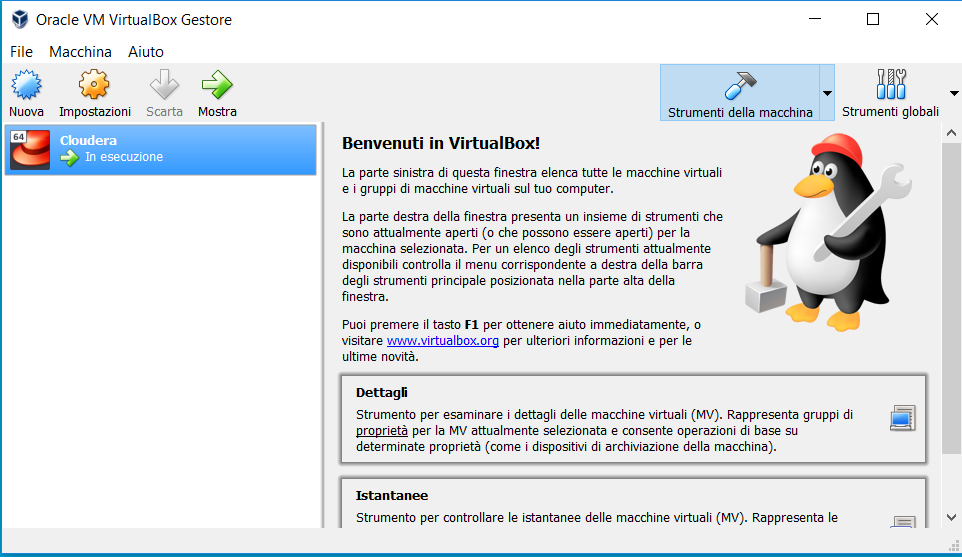 Oracle VM VirtualBox Gestore
File Macchina Aiuto
Nuova Impostazioni Scarta Mostra Strumenti della macchina Strumenti globali
64
Cloudera
In esecuzione
Benvenuti in VirtualBox!
La parte sinistra di questa finestra elenca tutte le macchine virtuali
e i gruppi di macchine virtuali sul tuo computer.
La parte destra della finestra presenta un insieme di strumenti che
sono attualmente aperti (o che possono essere aperti) per la
macchina selezionata. Per un elenco degli strumenti attualmente
disponibili controlla il menu corrispondente a destra della barra
degli strumenti principale posizionata nella parte alta della
finestra.
Puoi premere il tasto F1 per ottenere aiuto immediatamente, o
visitare www.virtualbox.org per ulteriori informazioni e per le
ultime novità.
Dettagli
Strumento per esaminare i dettagli delle macchine virtuali (MV). Rappresenta gruppi di
proprietà per la MV attualmente selezionata e consente operazioni di base su
determinate proprietà (come i dispositivi di archiviazione della macchina).
Istantanee
Strumento per controllare le istantanee delle macchine virtuali (MV). Rappresenta le